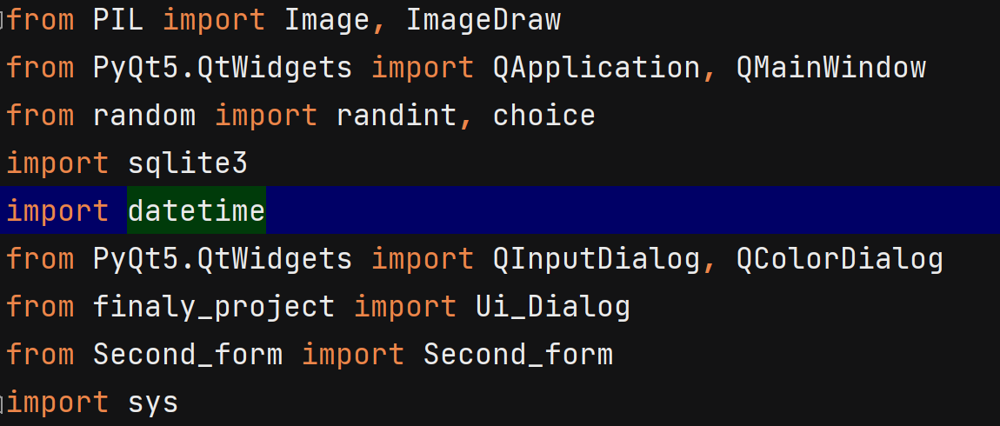 from PIL import Image, ImageDraw
from PyQt5.QtWidgets import QApplication, QMainWindow
from random import randint, choice
import sqlite3
import datetime
from PyQt5.QtWidgets import QInputDialog, QColorDialog
from finaly_project import Ui_Dialog
from Second_form import Second_form
import sys